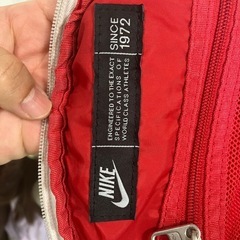 NIKE
ENGINEERED TO THE EXACT
SPECIFICATIONS OF
WORLD CLASS ATHLETES
SINCE
1972